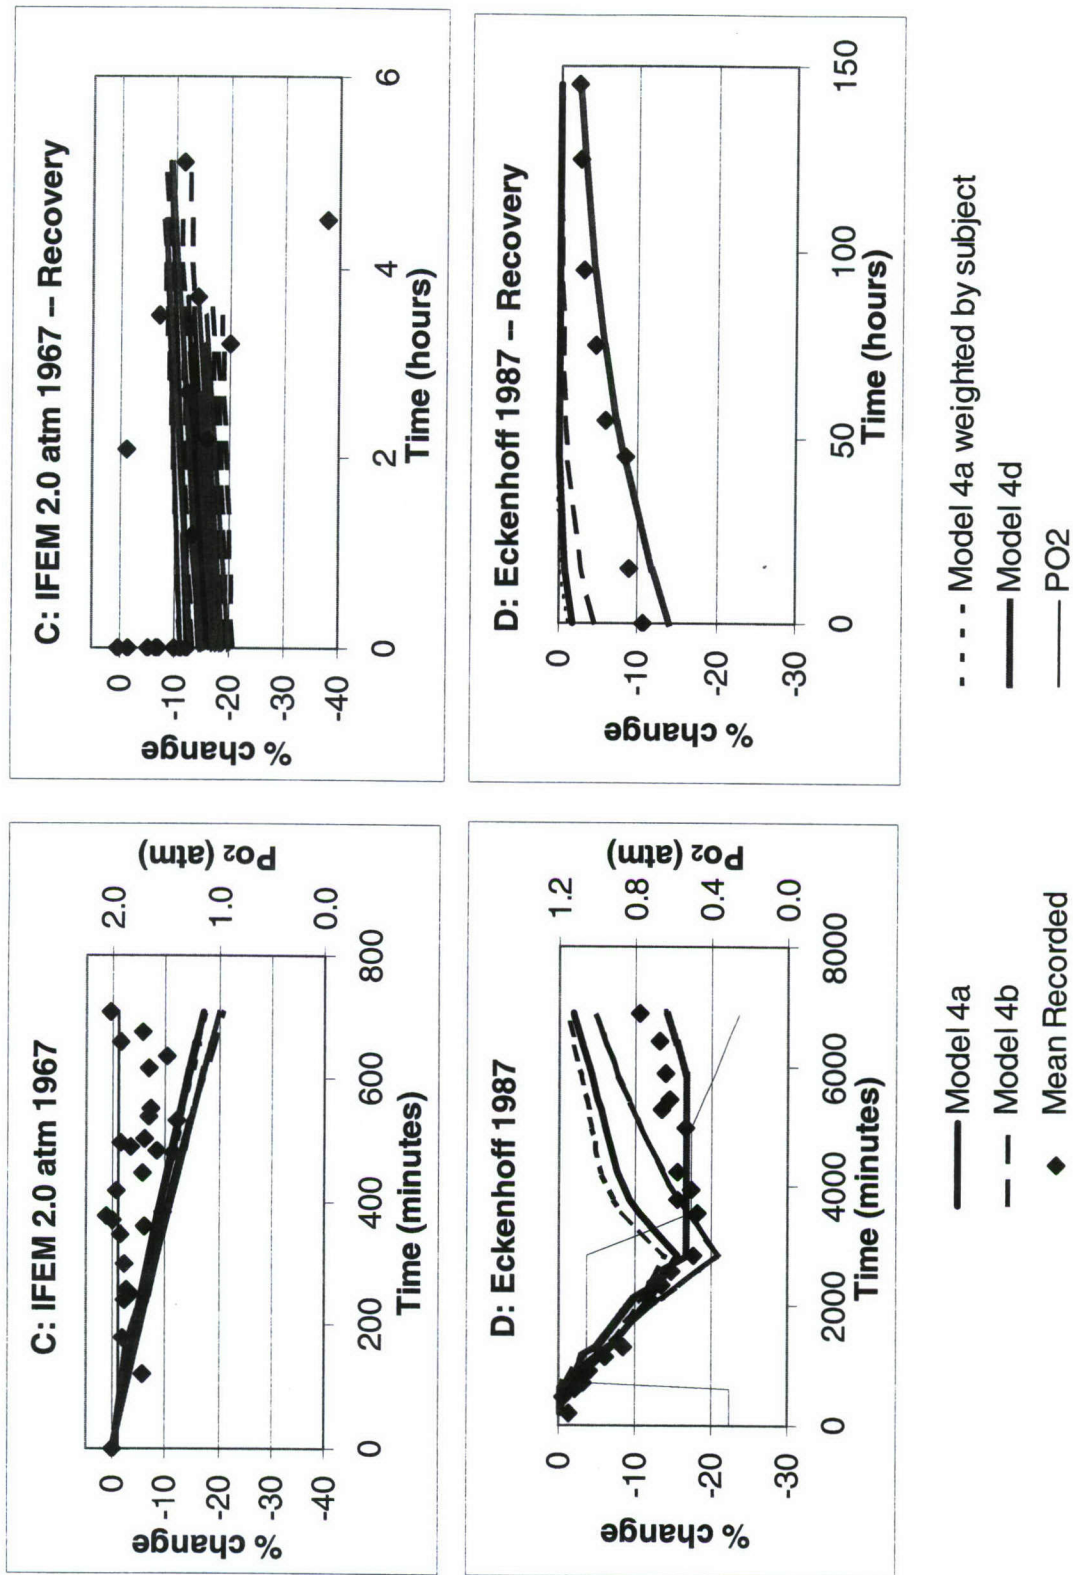 C: IFEM 2.0 atm 1967
% change
0
-10
-20
-30
-40
0
200
400
600
800
Time (minutes)
2.0
1.0
0.0
Po2 (atm)
C: IFEM 2.0 atm 1967 -- Recovery
% change
0
-10
-20
-30
-40
0
2
4
6
Time (hours)
D: Eckenhoff 1987
% change
0
-10
-20
-30
0
2000
4000
6000
8000
Time (minutes)
1.2
0.8
0.4
0.0
Po2 (atm)
D: Eckenhoff 1987 -- Recovery
% change
0
-10
-20
-30
0
50
100
150
Time (hours)
Model 4a
Model 4b
Mean Recorded
Model 4a weighted by subject
Model 4d
PO2